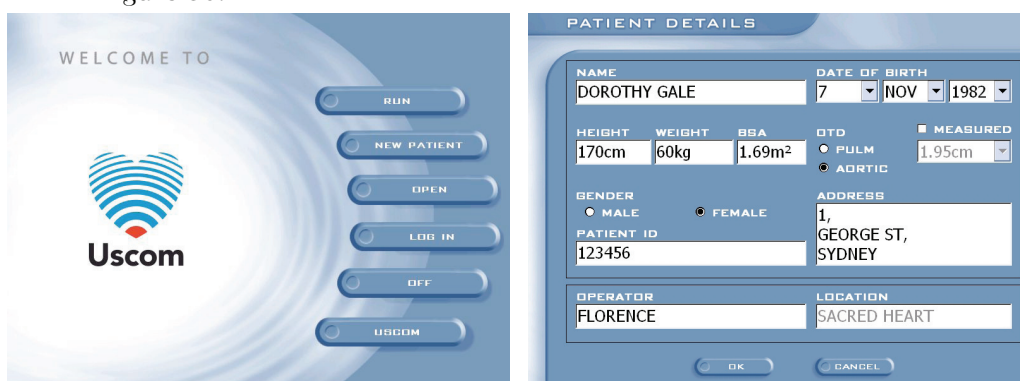 WELCOME TO
RUN
NEW PATIENT
OPEN
LOG IN
OFF
USCOM
Uscom
PATIENT DETAILS
NAME DATE OF BIRTH
DOROTHY GALE 7 NOV 1982
HEIGHT WEIGHT BSA OTD MEASURED
170cm 60kg 1.69m² PULM 1.95cm
AORTIC
GENDER ADDRESS
MALE FEMALE 1,
PATIENT ID GEORGE ST,
123456 SYDNEY
OPERATOR LOCATION
FLORENCE SACRED HEART
OK CANCEL